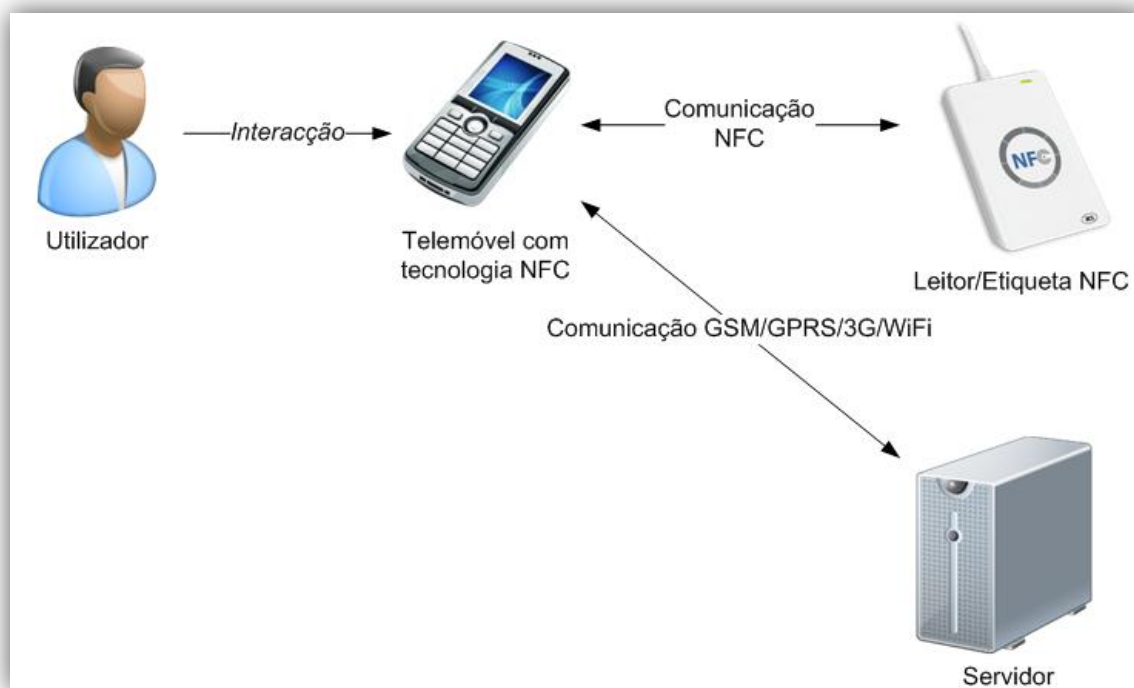 Interacção
Comunicação
NFC
NFC
Utilizador
Telemóvel com
tecnologia NFC
Leitor/Etiqueta NFC
Comunicação GSM/GPRS/3G/WiFi
Servidor